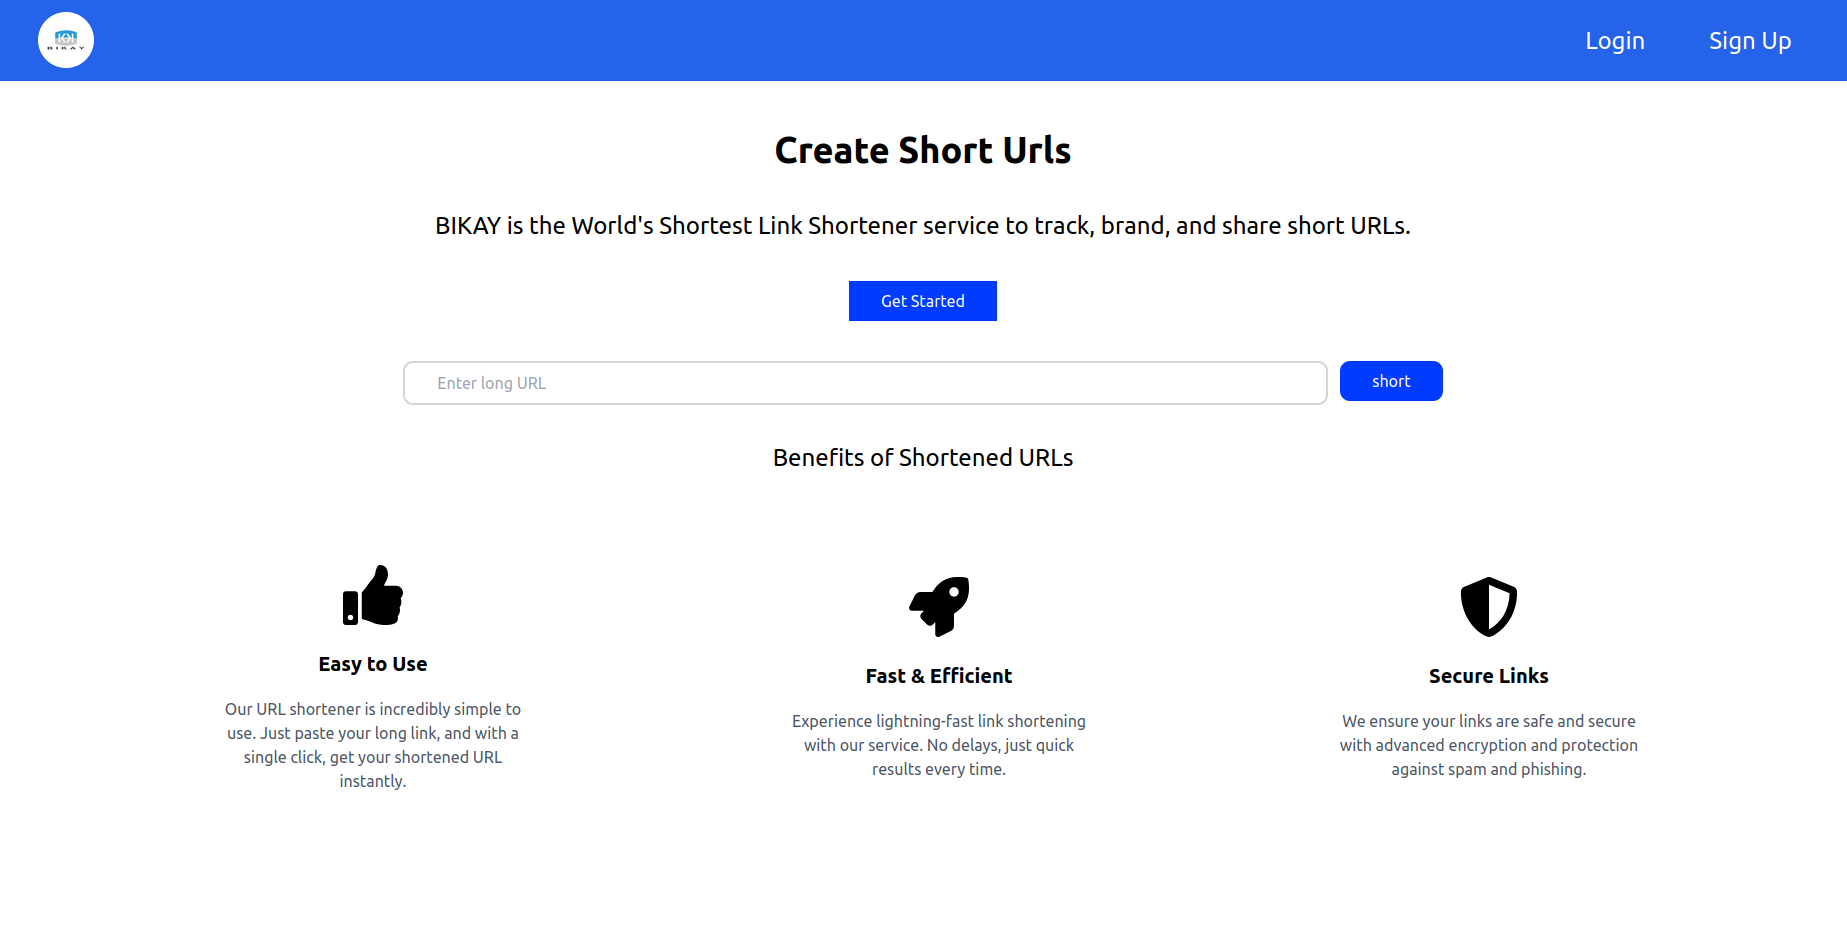 BIKAY
Login
Sign Up
Create Short Urls
BIKAY is the World's Shortest Link Shortener service to track, brand, and share short URLs.
Get Started
Enter long URL
short
Benefits of Shortened URLs
Easy to Use
Our URL shortener is incredibly simple to
use. Just paste your long link, and with a
single click, get your shortened URL
instantly.
Fast & Efficient
Experience lightning-fast link shortening
with our service. No delays, just quick
results every time.
Secure Links
We ensure your links are safe and secure
with advanced encryption and protection
against spam and phishing.